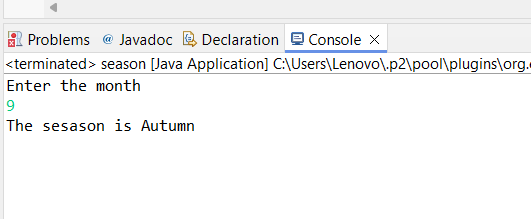 Problems @ Javadoc Declaration Console
<terminated> season [Java Application] C:\Users\Lenovo\.p2\pool\plugins\org.
Enter the month
9
The sesason is Autumn